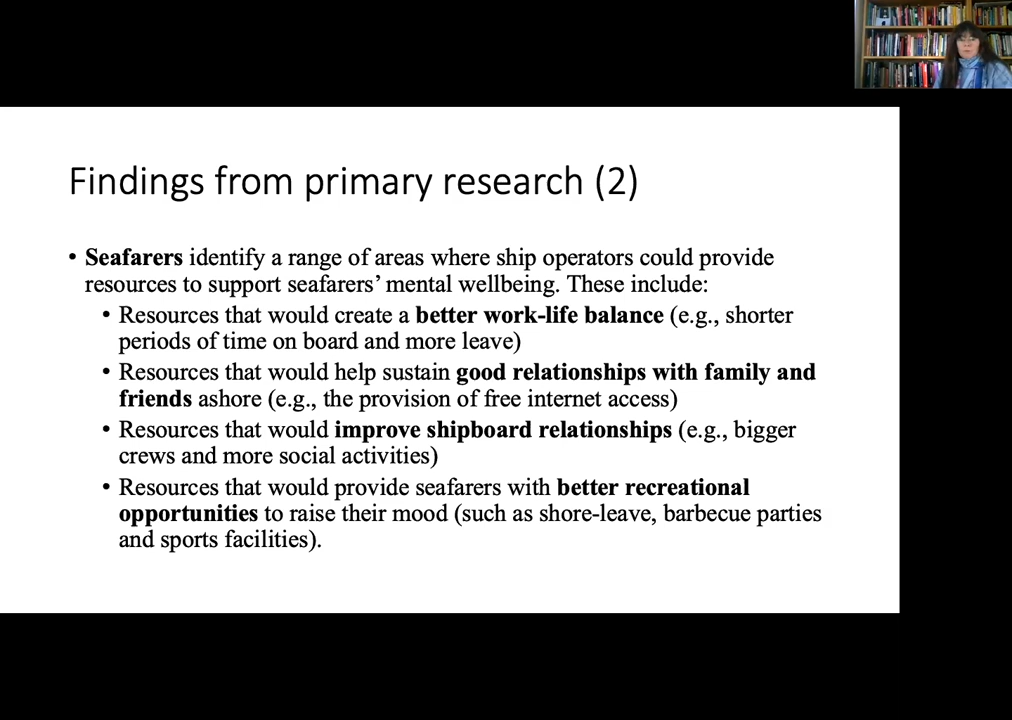 Findings from primary research (2)
• Seafarers identify a range of areas where ship operators could provide
resources to support seafarers’ mental wellbeing. These include:
• Resources that would create a better work-life balance (e.g., shorter
periods of time on board and more leave)
• Resources that would help sustain good relationships with family and
friends ashore (e.g., the provision of free internet access)
• Resources that would improve shipboard relationships (e.g., bigger
crews and more social activities)
• Resources that would provide seafarers with better recreational
opportunities to raise their mood (such as shore-leave, barbecue parties
and sports facilities).